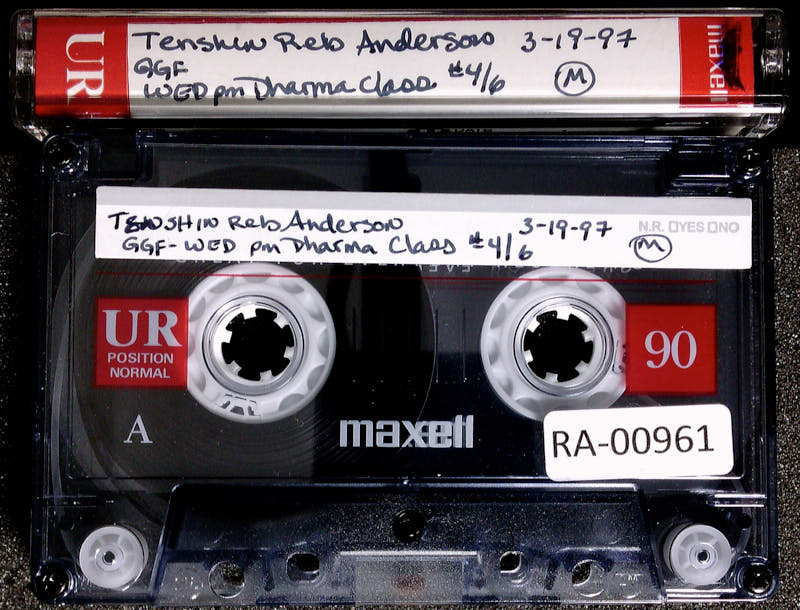 UR
Tenshin Reb Anderson 3-19-97
GGF
WED pm Dharma Class #4/6
M
maxell
TENSHIN Reb Anderson 3-19-97
N.R. □YES □NO
GGF - WED pm Dharma Class #4/6
M
UR
POSITION
NORMAL
90
A
maxell
RA-00961